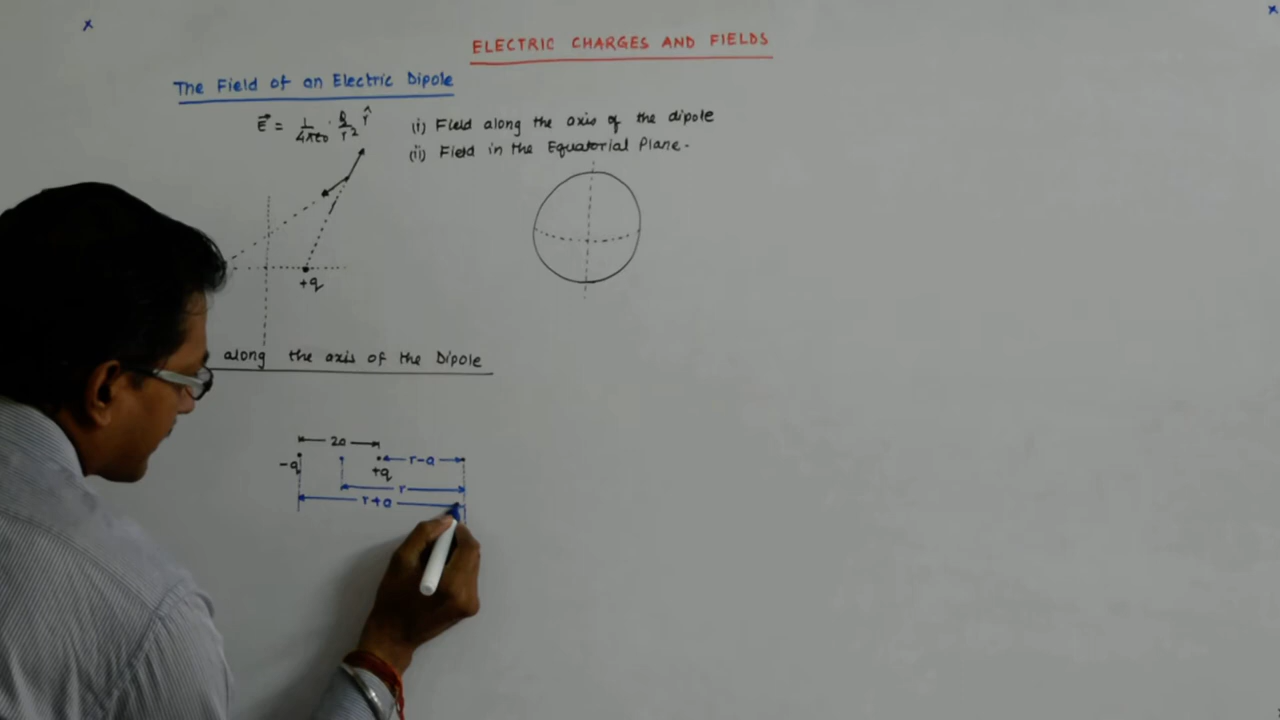 x
x
ELECTRIC CHARGES AND FIELDS
The Field of an Electric Dipole
E⃗ = 1/4πε0 · Q/r² r̂
(i) Field along the axis of the dipole
(ii) Field in the Equatorial Plane.
+q
along the axis of the Dipole
2a
-q
+q
r-a
r
r+a